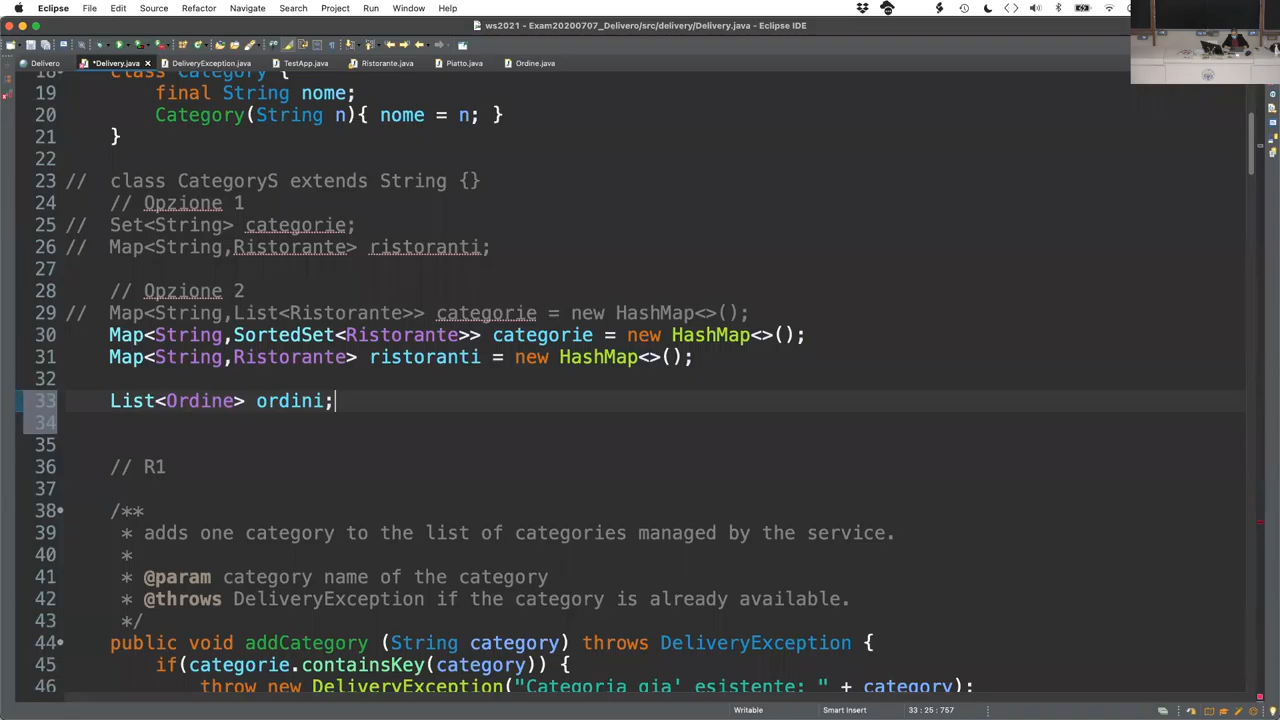 Eclipse File Edit Source Refactor Navigate Search Project Run Window Help
ws2021 - Exam20200707_Delivero/src/delivery/Delivery.java - Eclipse IDE
Delivero *Delivery.java DeliveryException.java TestApp.java Ristorante.java Piatto.java Ordine.java
18 class Category {
19 final String nome;
20 Category(String n){ nome = n; }
21 }
22
23 // class CategoryS extends String {}
24 // Opzione 1
25 // Set<String> categorie;
26 // Map<String,Ristorante> ristoranti;
27
28 // Opzione 2
29 // Map<String,List<Ristorante>> categorie = new HashMap<>();
30 Map<String,SortedSet<Ristorante>> categorie = new HashMap<>();
31 Map<String,Ristorante> ristoranti = new HashMap<>();
32
33 List<Ordine> ordini;
34
35
36 // R1
37
38 /**
39 * adds one category to the list of categories managed by the service.
40 *
41 * @param category name of the category
42 * @throws DeliveryException if the category is already available.
43 */
44 public void addCategory (String category) throws DeliveryException {
45 if(categorie.containsKey(category)) {
46 throw new DeliveryException("Categoria gia' esistente: " + category);
Writable Smart Insert 33 : 25 : 757